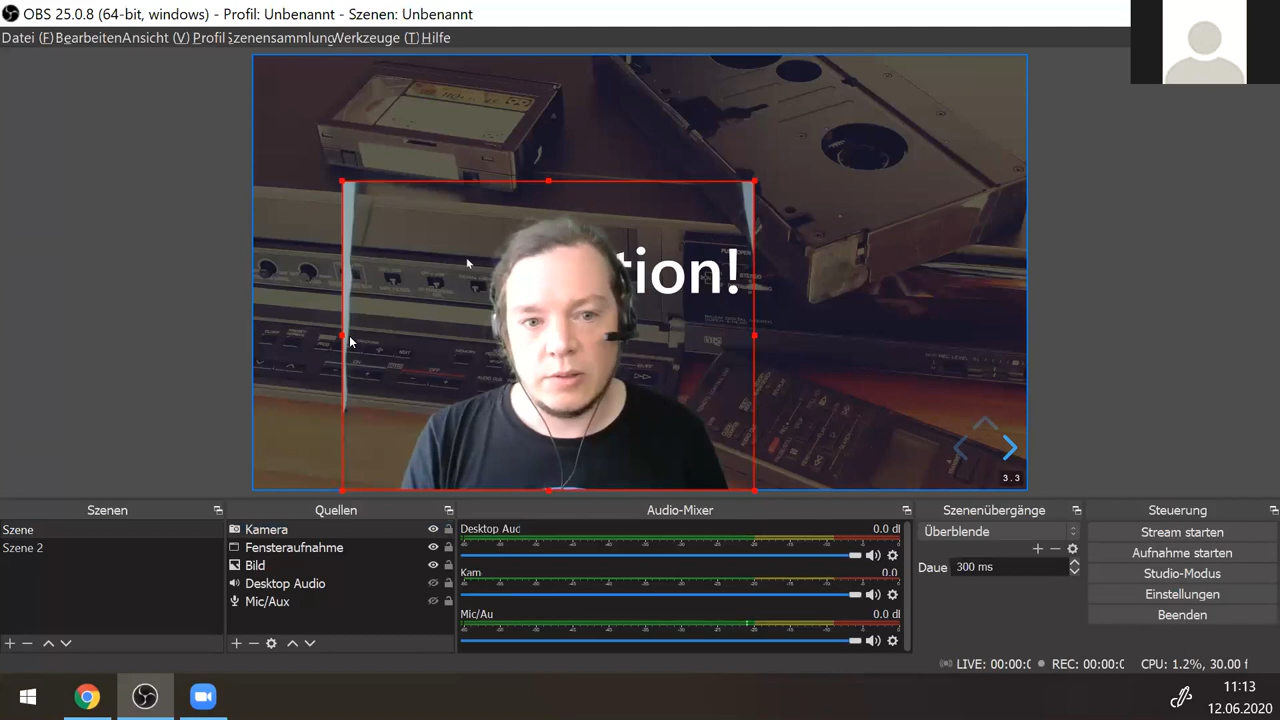 OBS 25.0.8 (64-bit, windows) - Profil: Unbenannt - Szenen: Unbenannt
Datei (F) Bearbeiten Ansicht (V) Profil Szenensammlung Werkzeuge (T) Hilfe
tion!
VHS
3.3
Szenen
Quellen
Audio-Mixer
Szenenübergänge
Steuerung
Szene
Szene 2
Kamera
Fensteraufnahme
Bild
Desktop Audio
Mic/Aux
Desktop Aud
0.0 dl
Kam
0.0
Mic/Au
0.0 dl
Überblende
Daue
300 ms
Stream starten
Aufnahme starten
Studio-Modus
Einstellungen
Beenden
LIVE: 00:00:0
REC: 00:00:0
CPU: 1.2%, 30.00 f
11:13
12.06.2020